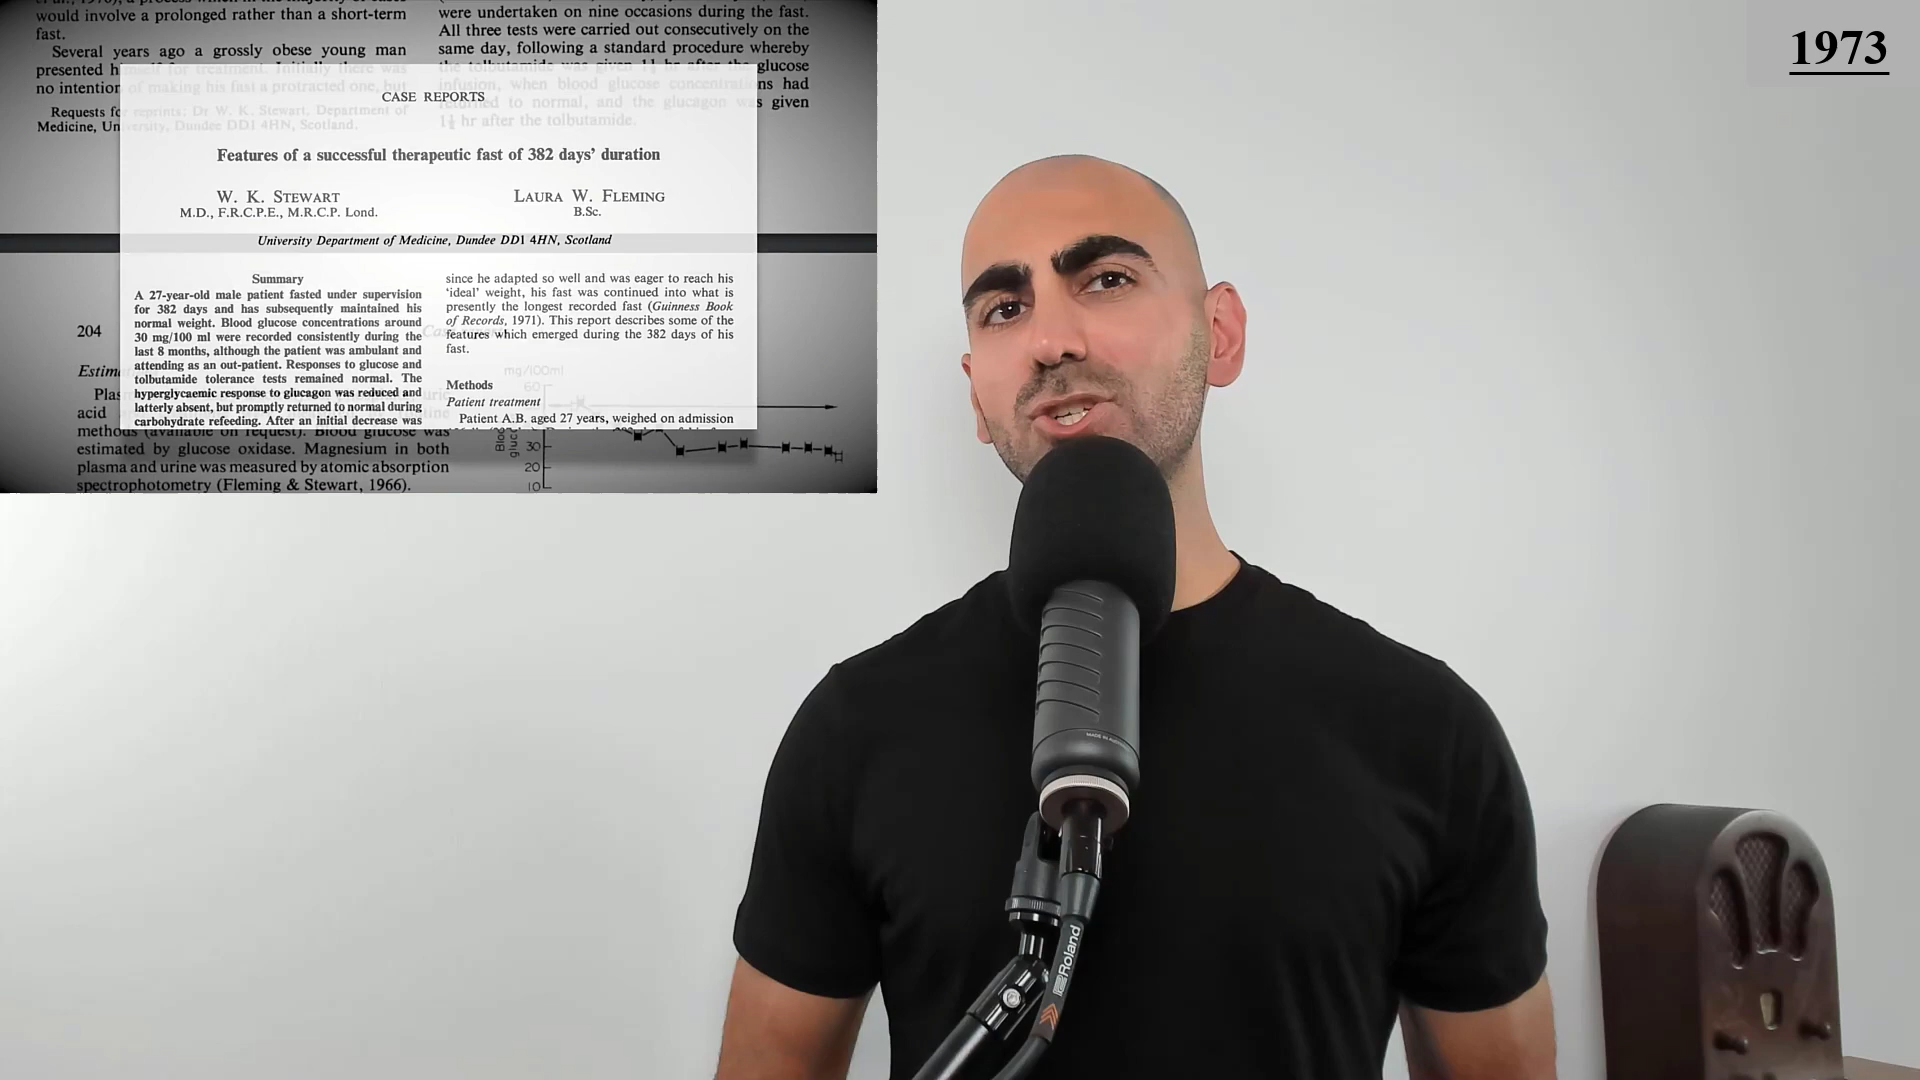 would involve a prolonged rather than a short-term
fast.
Several years ago a grossly obese young man
presented himself for treatment. Initially there was
no intention of making his fast a protracted one, but
Requests for reprints: Dr W. K. Stewart, Department of
Medicine, University, Dundee DD1 4HN, Scotland.
were undertaken on nine occasions during the fast.
All three tests were carried out consecutively on the
same day, following a standard procedure whereby
the tolbutamide was given 1½ hr after the glucose
infusion, when blood glucose concentrations had
returned to normal, and the glucagon was given
1½ hr after the tolbutamide.
1973
CASE REPORTS
Features of a successful therapeutic fast of 382 days' duration
W. K. STEWART
M.D., F.R.C.P.E., M.R.C.P. Lond.
LAURA W. FLEMING
B.Sc.
University Department of Medicine, Dundee DD1 4HN, Scotland
Summary
A 27-year-old male patient fasted under supervision
for 382 days and has subsequently maintained his
normal weight. Blood glucose concentrations around
30 mg/100 ml were recorded consistently during the
last 8 months, although the patient was ambulant and
attending as an out-patient. Responses to glucose and
tolbutamide tolerance tests remained normal. The
hyperglycaemic response to glucagon was reduced and
latterly absent, but promptly returned to normal during
carbohydrate refeeding. After an initial decrease was
since he adapted so well and was eager to reach his
'ideal' weight, his fast was continued into what is
presently the longest recorded fast (Guinness Book
of Records, 1971). This report describes some of the
features which emerged during the 382 days of his
fast.
Methods
Patient treatment
Patient A.B. aged 27 years, weighed on admission
204
Plas
acid
methods (available on request). Blood glucose was
estimated by glucose oxidase. Magnesium in both
plasma and urine was measured by atomic absorption
spectrophotometry (Fleming & Stewart, 1966).
mg/100ml
60
30
20
10
MADE IN
Roland